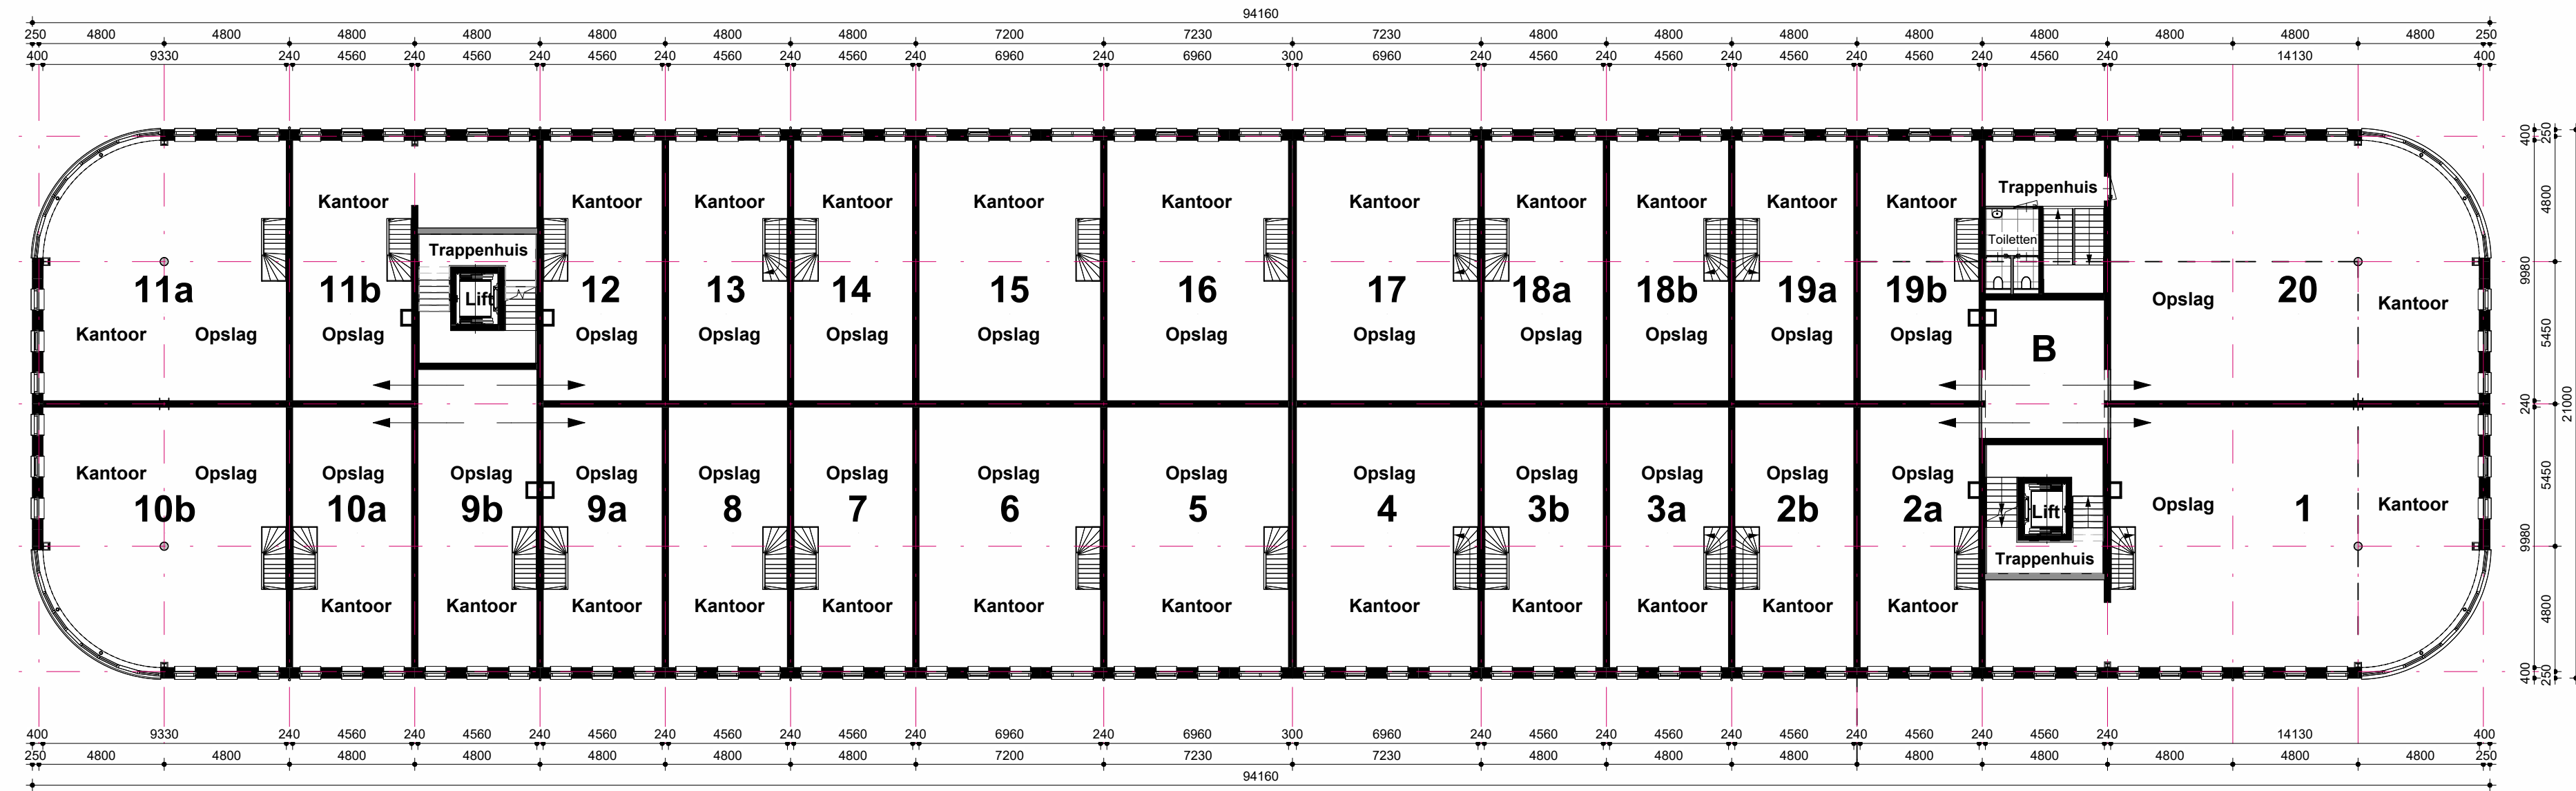 94160
250 4800 4800 4800 4800 4800 4800 4800 7200 7230 7230 4800 4800 4800 4800 4800 4800 4800 4800 250
400 9330 240 4560 240 4560 240 4560 240 4560 240 4560 240 6960 240 6960 300 6960 240 4560 240 4560 240 4560 240 4560 240 4560 240 14130 400
Trappenhuis
Kantoor Kantoor Kantoor Kantoor Kantoor Kantoor Kantoor Kantoor Kantoor Kantoor Kantoor
Trappenhuis
Toiletten
11a 11b Lift 12 13 14 15 16 17 18a 18b 19a 19b Opslag 20 Kantoor
Kantoor Opslag Opslag Opslag Opslag Opslag Opslag Opslag Opslag Opslag Opslag Opslag Opslag
B
Kantoor Opslag Opslag Opslag Opslag Opslag Opslag Opslag Opslag Opslag Opslag Opslag Opslag Opslag
10b 10a 9b 9a 8 7 6 5 4 3b 3a 2b 2a Lift Opslag 1 Kantoor
Trappenhuis
Kantoor Kantoor Kantoor Kantoor Kantoor Kantoor Kantoor Kantoor Kantoor Kantoor Kantoor Kantoor
400 9980 240 9980 400
250 4800 5450 5450 4800 250
21000
400 9330 240 4560 240 4560 240 4560 240 4560 240 4560 240 6960 240 6960 300 6960 240 4560 240 4560 240 4560 240 4560 240 4560 240 14130 400
250 4800 4800 4800 4800 4800 4800 4800 7200 7230 7230 4800 4800 4800 4800 4800 4800 4800 4800 250
94160